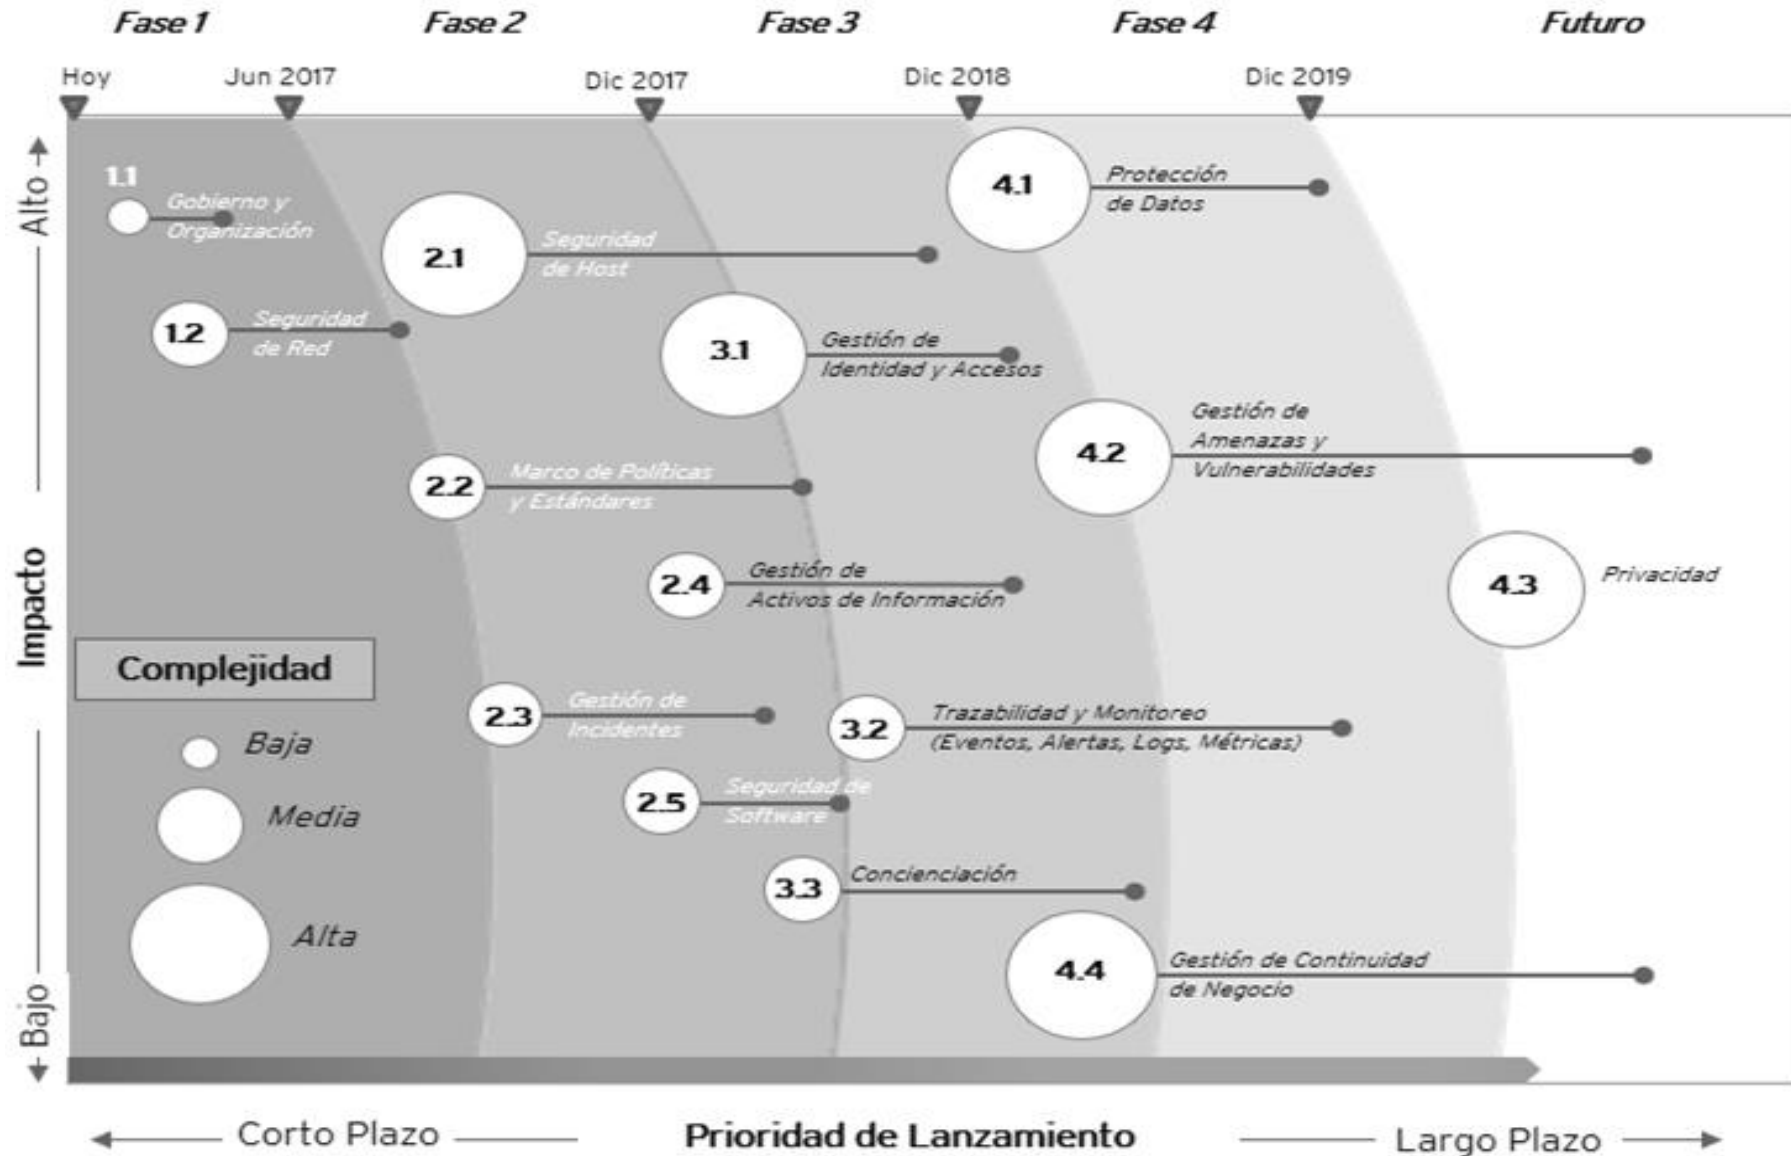 Fase 1
Fase 2
Fase 3
Fase 4
Futuro
Hoy
Jun 2017
Dic 2017
Dic 2018
Dic 2019
Alto
Impacto
Bajo
1.1
Gobierno y
Organización
1.2
Seguridad
de Red
2.1
Seguridad
de Host
4.1
Protección
de Datos
3.1
Gestión de
Identidad y Accesos
4.2
Gestión de
Amenazas y
Vulnerabilidades
2.2
Marco de Políticas
y Estándares
2.4
Gestión de
Activos de Información
4.3
Privacidad
2.3
Gestión de
Incidentes
3.2
Trazabilidad y Monitoreo
(Eventos, Alertas, Logs, Métricas)
2.5
Seguridad de
Software
3.3
Concienciación
4.4
Gestión de Continuidad
de Negocio
Complejidad
Baja
Media
Alta
Corto Plazo
Prioridad de Lanzamiento
Largo Plazo